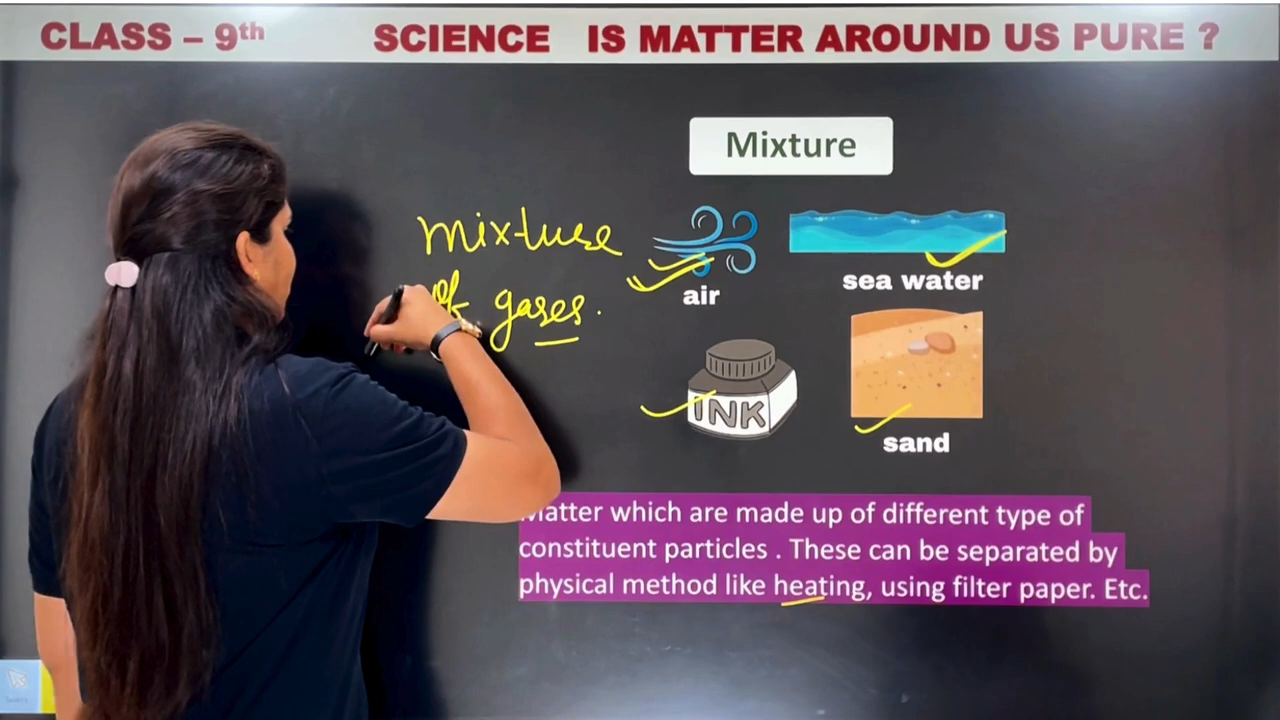 CLASS – 9th SCIENCE IS MATTER AROUND US PURE ?
Mixture
mixture
of gases.
air
sea water
INK
sand
Matter which are made up of different type of
constituent particles . These can be separated by
physical method like heating, using filter paper. Etc.